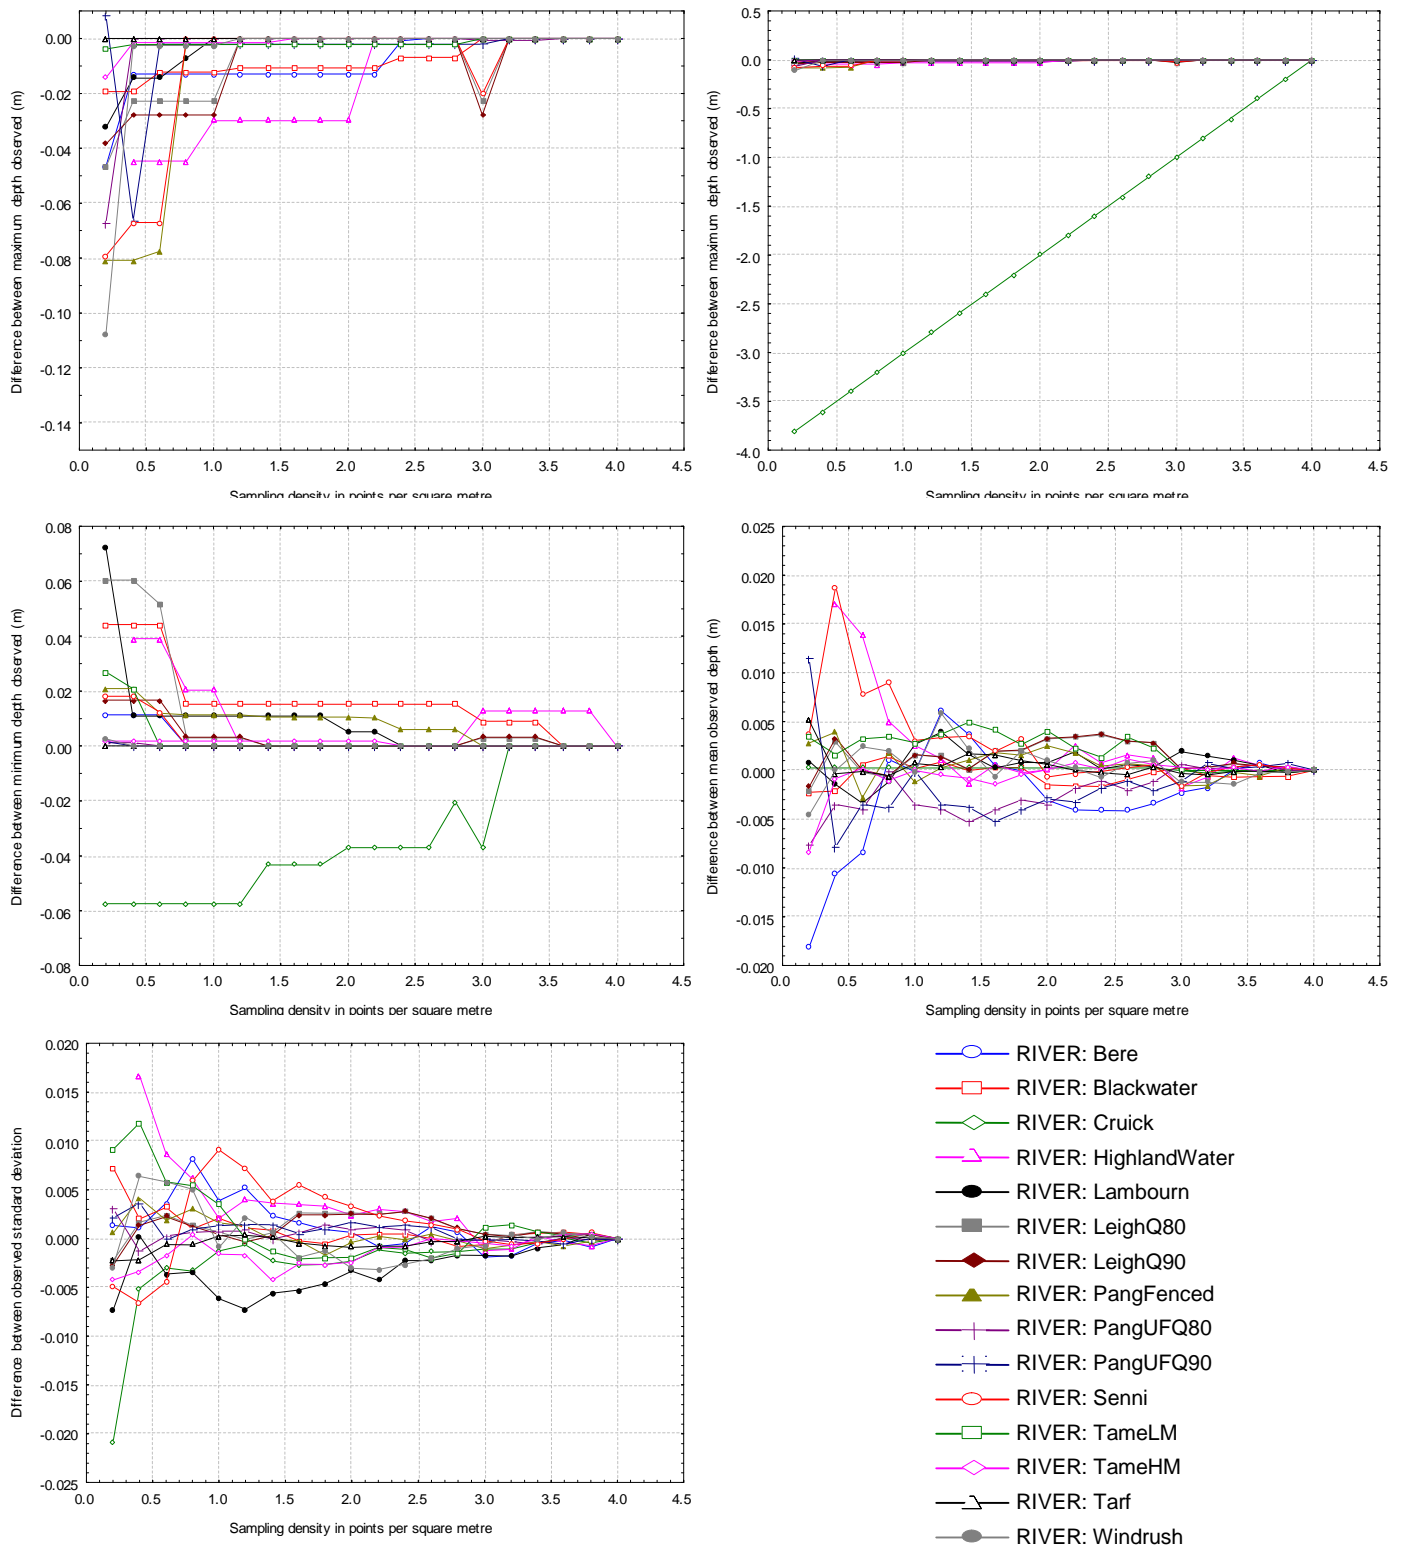 Difference between maximum depth observed (m)
0.00
-0.02
-0.04
-0.06
-0.08
-0.10
-0.12
-0.14
0.0 0.5 1.0 1.5 2.0 2.5 3.0 3.5 4.0 4.5
Sampling density in points per square metre
Difference between maximum depth observed (m)
0.5
0.0
-0.5
-1.0
-1.5
-2.0
-2.5
-3.0
-3.5
-4.0
0.0 0.5 1.0 1.5 2.0 2.5 3.0 3.5 4.0 4.5
Sampling density in points per square metre
Difference between minimum depth observed (m)
0.08
0.06
0.04
0.02
0.00
-0.02
-0.04
-0.06
-0.08
0.0 0.5 1.0 1.5 2.0 2.5 3.0 3.5 4.0 4.5
Sampling density in points per square metre
Difference between mean observed depth (m)
0.025
0.020
0.015
0.010
0.005
0.000
-0.005
-0.010
-0.015
-0.020
0.0 0.5 1.0 1.5 2.0 2.5 3.0 3.5 4.0 4.5
Sampling density in points per square metre
Difference between observed standard deviation
0.020
0.015
0.010
0.005
0.000
-0.005
-0.010
-0.015
-0.020
-0.025
0.0 0.5 1.0 1.5 2.0 2.5 3.0 3.5 4.0 4.5
Sampling density in points per square metre
RIVER: Bere
RIVER: Blackwater
RIVER: Cruick
RIVER: HighlandWater
RIVER: Lambourn
RIVER: LeighQ80
RIVER: LeighQ90
RIVER: PangFenced
RIVER: PangUFQ80
RIVER: PangUFQ90
RIVER: Senni
RIVER: TameLM
RIVER: TameHM
RIVER: Tarf
RIVER: Windrush